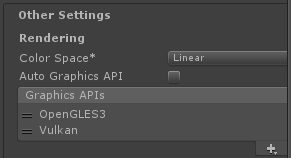 Other Settings
Rendering
Color Space* Linear
Auto Graphics API
Graphics APIs
OpenGLES3
Vulkan